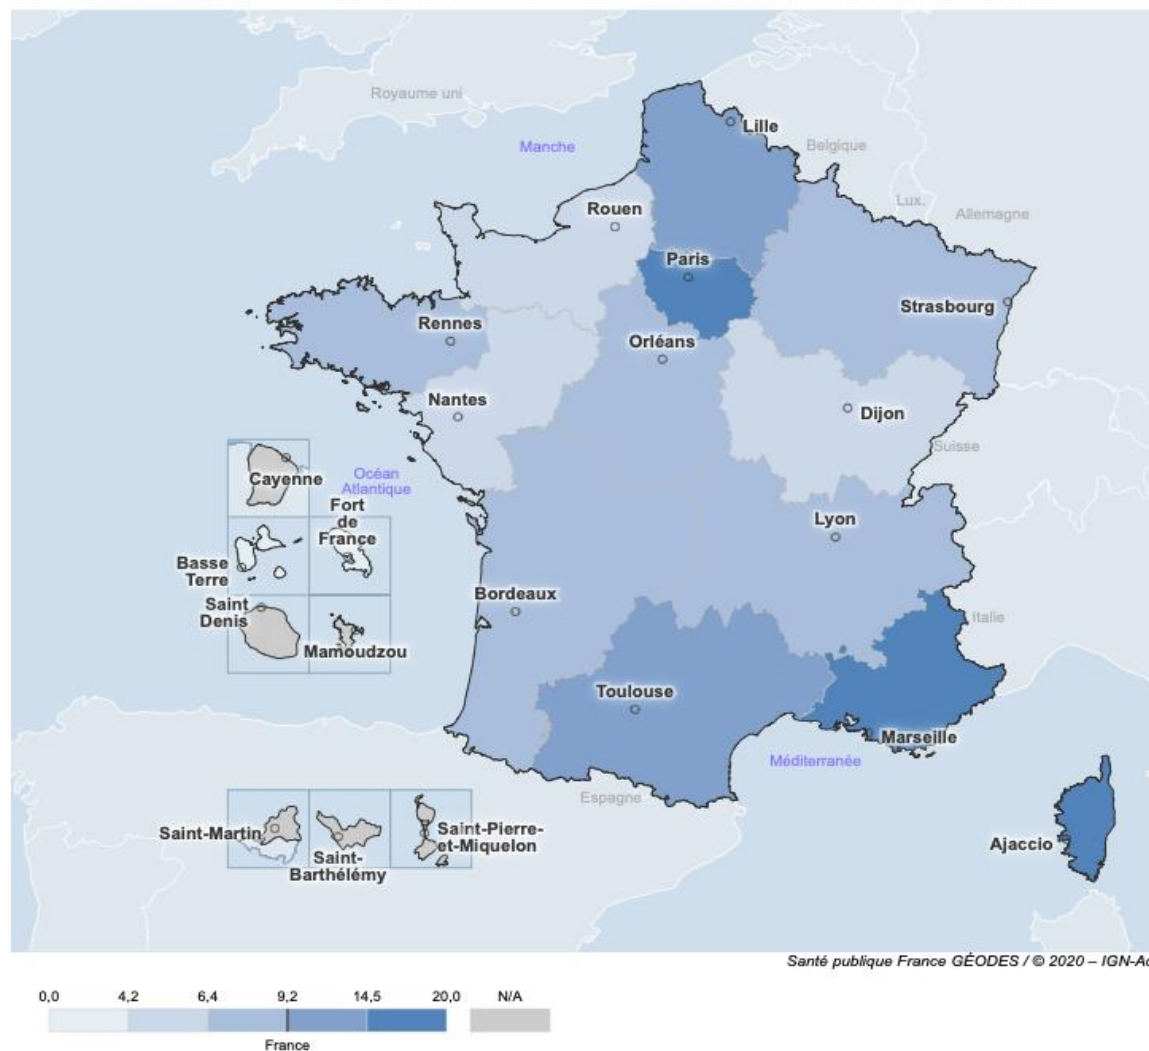 Royaume uni
Lille
Manche
Belgique
Lux.
Allemagne
Rouen
Paris
Strasbourg
Rennes
Orléans
Nantes
Dijon
Suisse
Océan
Atlantique
Cayenne
Fort
de
France
Lyon
Basse
Terre
Saint
Denis
Bordeaux
Italie
Mamoudzou
Toulouse
Marseille
Méditerranée
Espagne
Saint-Martin
Saint-
Barthélémy
Saint-Pierre-
et-Miquelon
Ajaccio
Santé publique France GÉODES / © 2020 – IGN-Ad
0,0 4,2 6,4 9,2 14,5 20,0 N/A
France